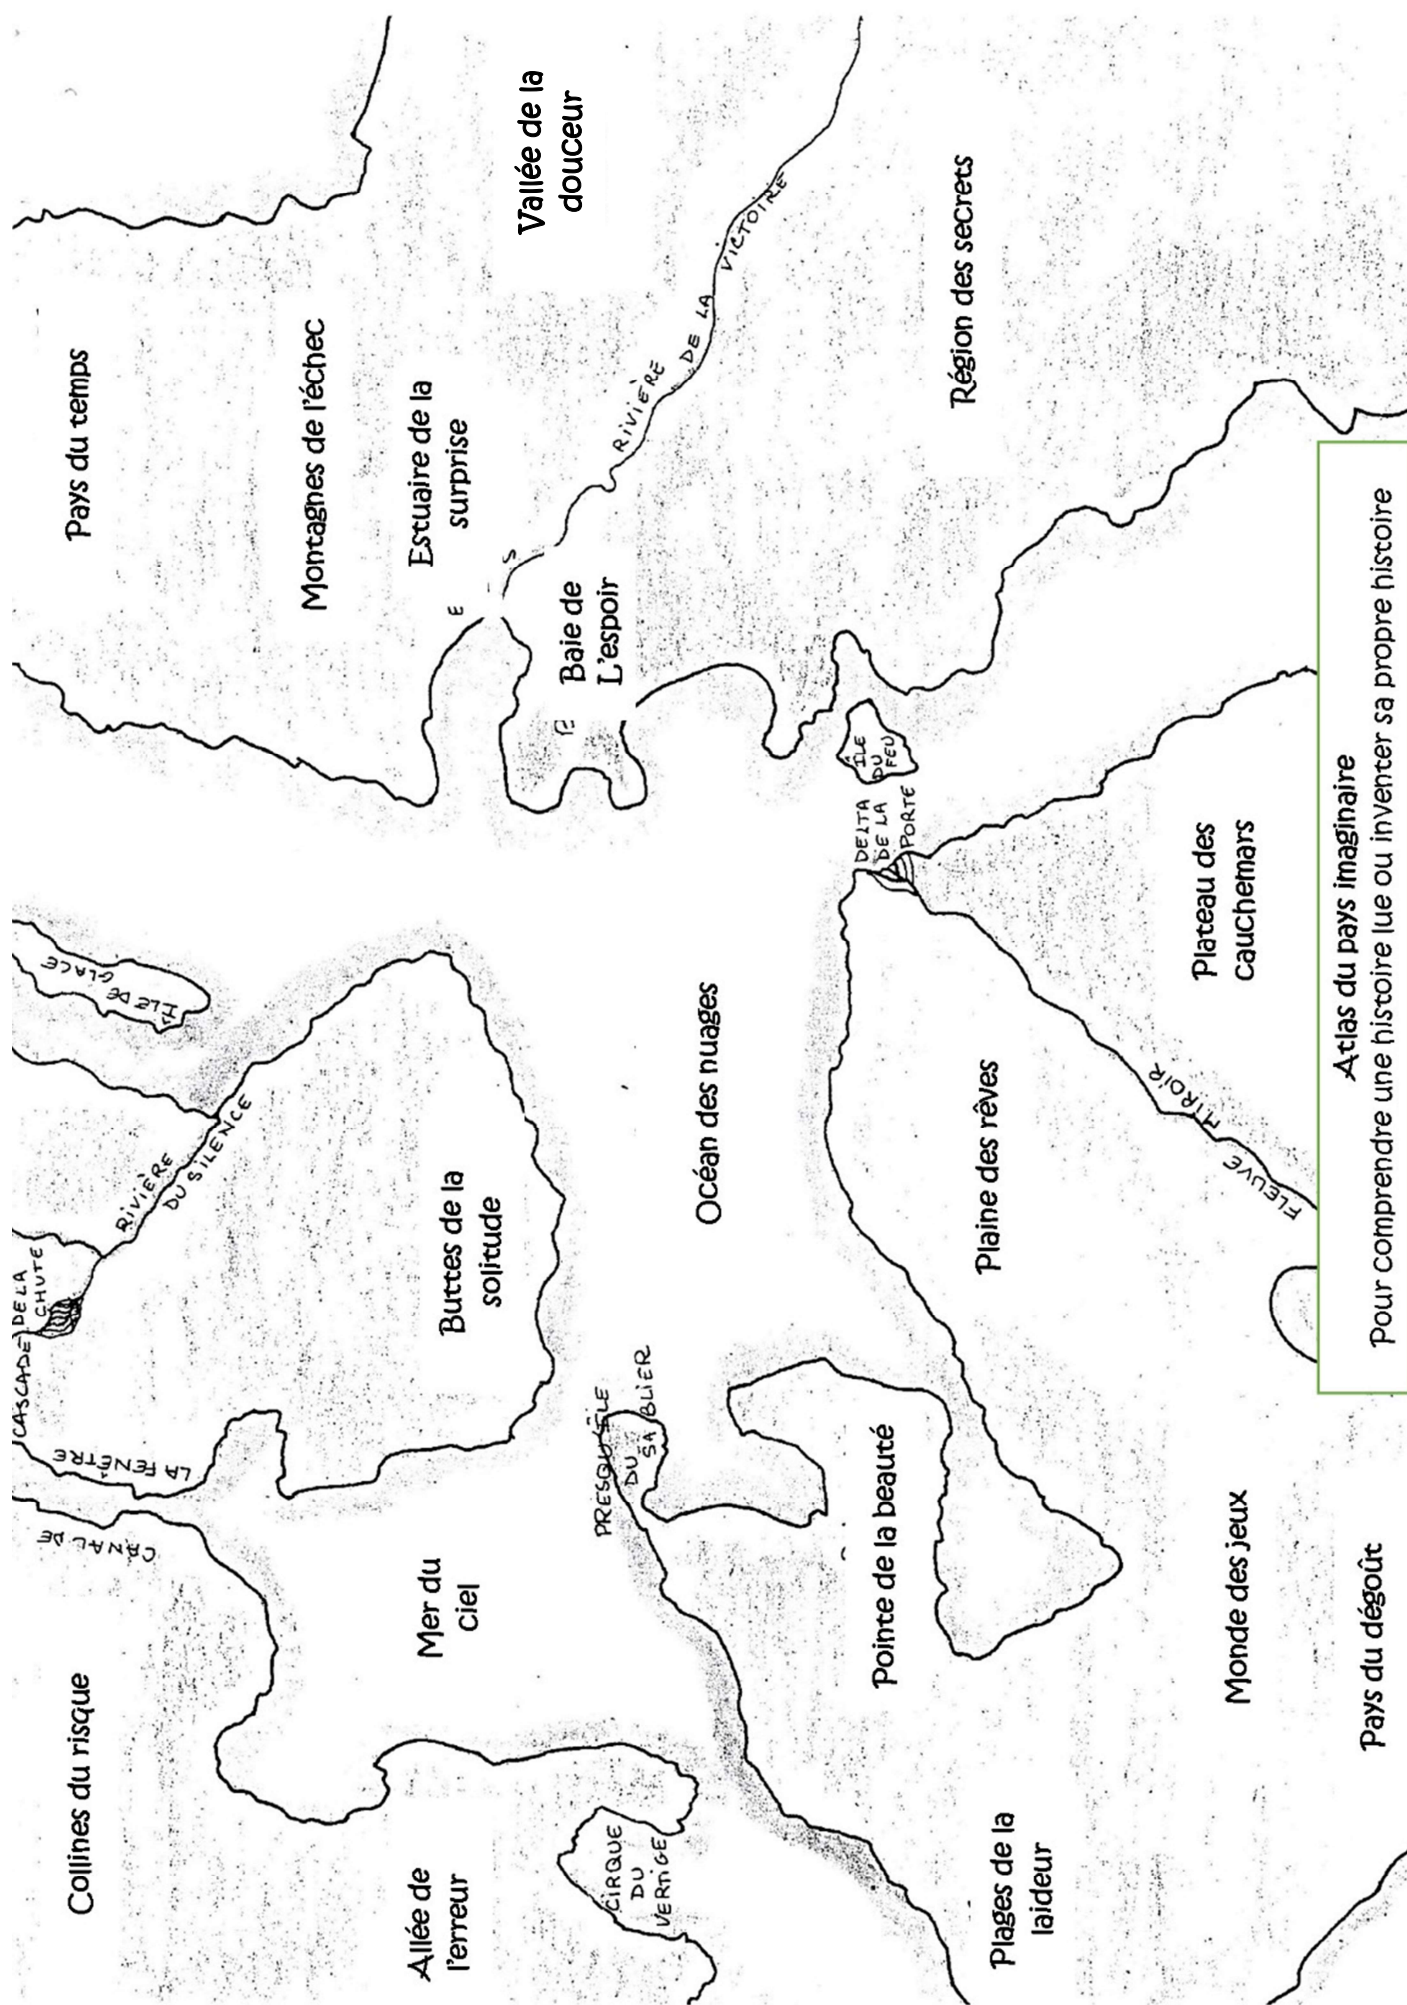 Collines du risque
CANAL DE
LA FENÊTRE
CASCADE DE LA
CHUTE
RIVIÈRE
DU SILENCE
ÎLE DE
GLACE
Pays du temps
Montagnes de l'échec
Allée de
l'erreur
Mer du
ciel
Buttes de la
solitude
Estuaire de la
surprise
E
S
Vallée de la
douceur
CIRQUE
DU
VERTIGE
PRESQU'ÎLE
DU
SABLIER
Baie de
L'espoir
RIVIÈRE DE LA VICTOIRE
Océan des nuages
Pointe de la beauté
DELTA
DE LA
PORTE
ÎLE
DU
FEU
Région des secrets
Plages de la
laideur
Plaine des rêves
Plateau des
cauchemars
FLEUVE MIROIR
Monde des jeux
Pays du dégoût
Atlas du pays imaginaire
Pour comprendre une histoire lue ou inventer sa propre histoire